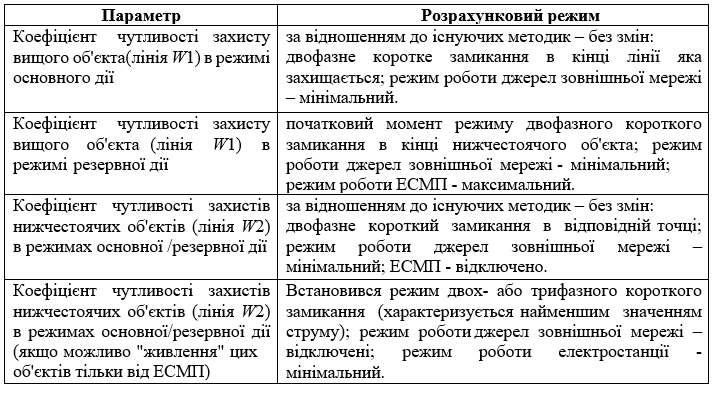 Параметр
Розрахунковий режим
Коефіцієнт чутливості захисту
вищого об'єкта(лінія W1) в режимі
основного дії
за відношенням до існуючих методик – без змін:
двофазне коротке замикання в кінці лінії яка
захищається; режим роботи джерел зовнішньої мережі
– мінімальний.
Коефіцієнт чутливості захисту
вищого об'єкта (лінія W1) в
режимі резервної дії
початковий момент режиму двофазного короткого
замикання в кінці нижчестоячого об'єкта; режим
роботи джерел зовнішньої мережі - мінімальний;
режим роботи ЕСМП - максимальний.
Коефіцієнт чутливості захистів
нижчестоячих об'єктів (лінія W2)
в режимах основної /резервної дії
за відношенням до існуючих методик – без змін:
двофазне короткий замикання в відповідній точці;
режим роботи джерел зовнішньої мережі –
мінімальний; ЕСМП - відключено.
Коефіцієнт чутливості захистів
нижчестоячих об'єктів (лінія W2)
в режимах основної/резервної дії
(якщо можливо "живлення" цих
об'єктів тільки від ЕСМП)
Встановився режим двох- або трифазного короткого
замикання (характеризується найменшим значенням
струму); режим роботи джерел зовнішньої мережі –
відключені; режим роботи електростанції -
мінімальний.